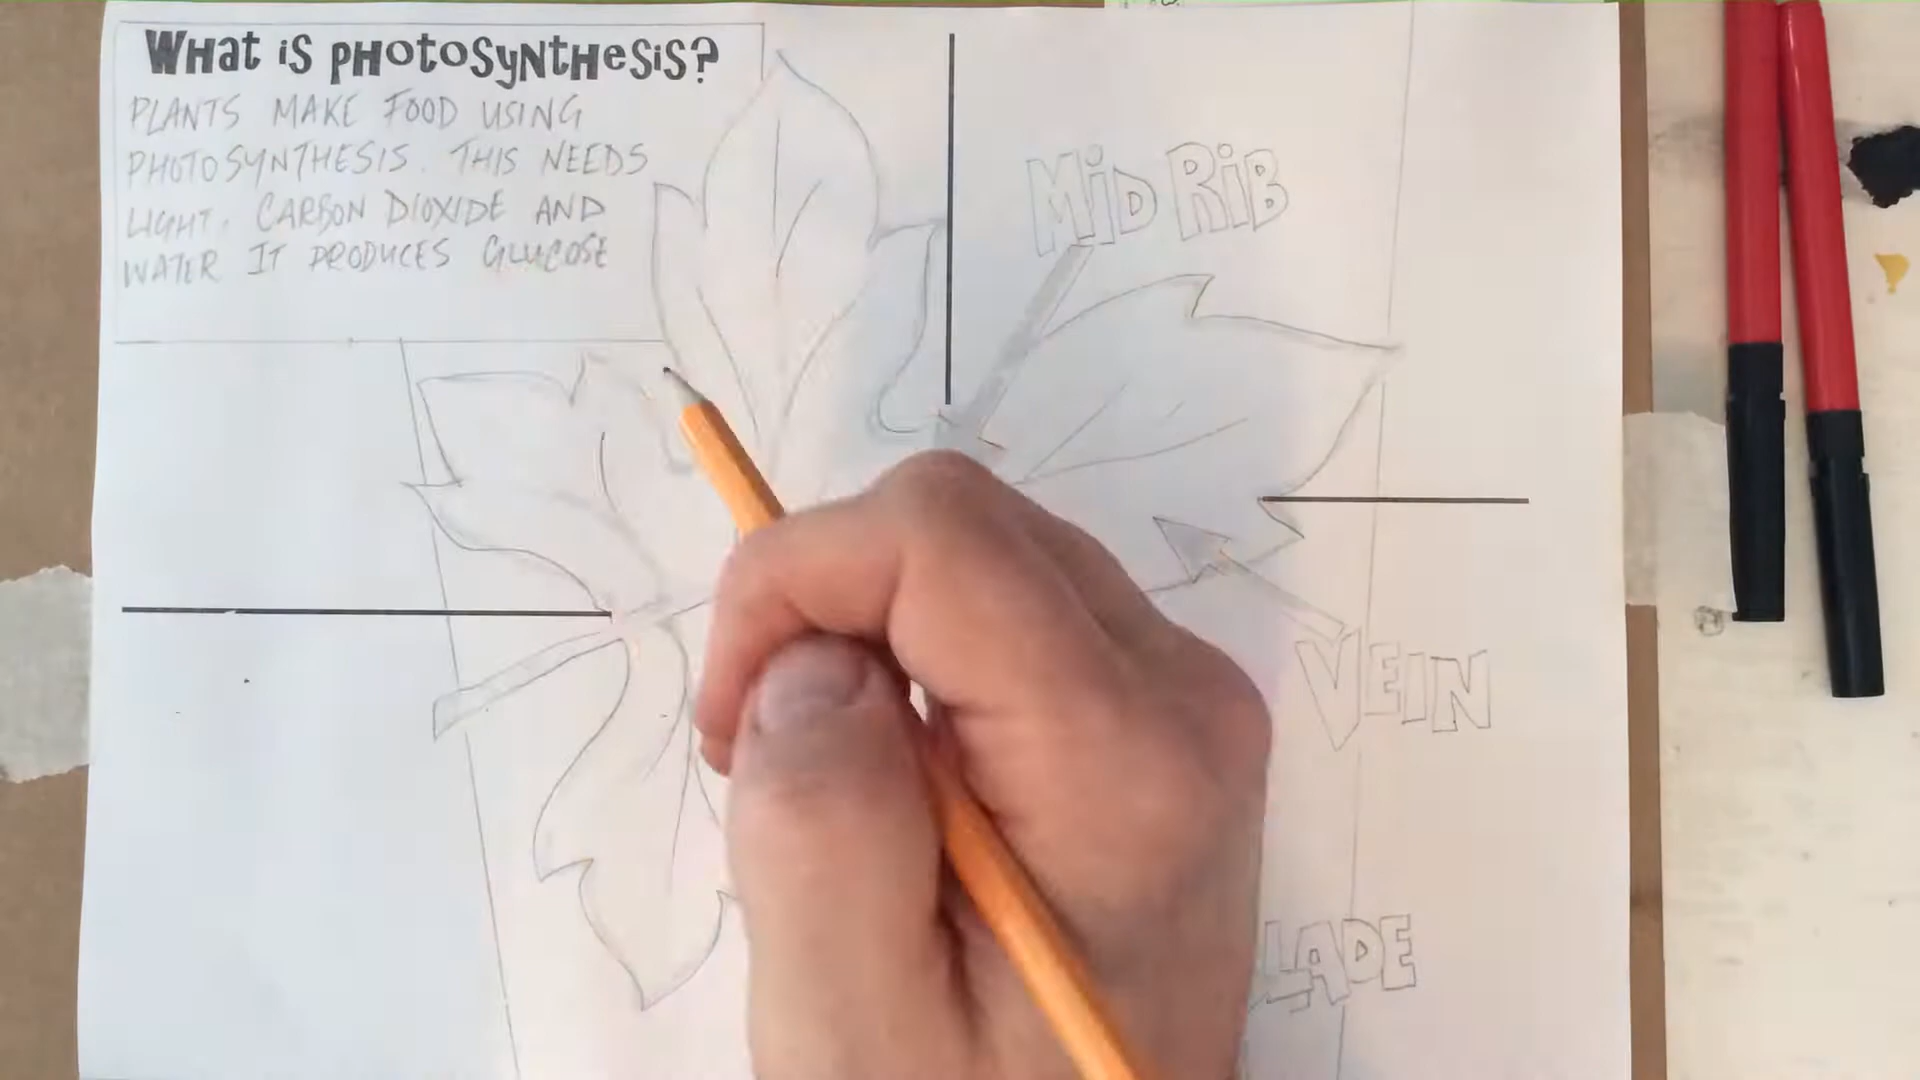 What is PHotoSyNtHeSiS?
PLANTS MAKE FOOD USING
PHOTOSYNTHESIS. THIS NEEDS
LIGHT. CARBON DIOXIDE AND
WATER IT PRODUCES GLUCOSE
MiD RiB
VEIN
LADE